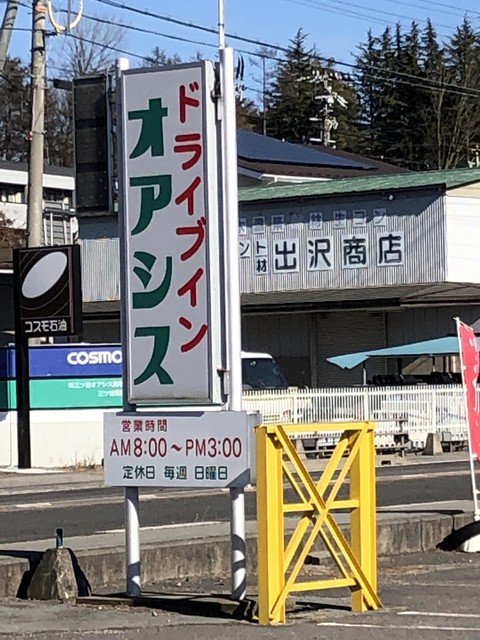 ドライブイン
オアシス
営業時間
AM8:00～PM3:00
定休日 毎週 日曜日
コスモ石油
COSMO
出沢商店
材